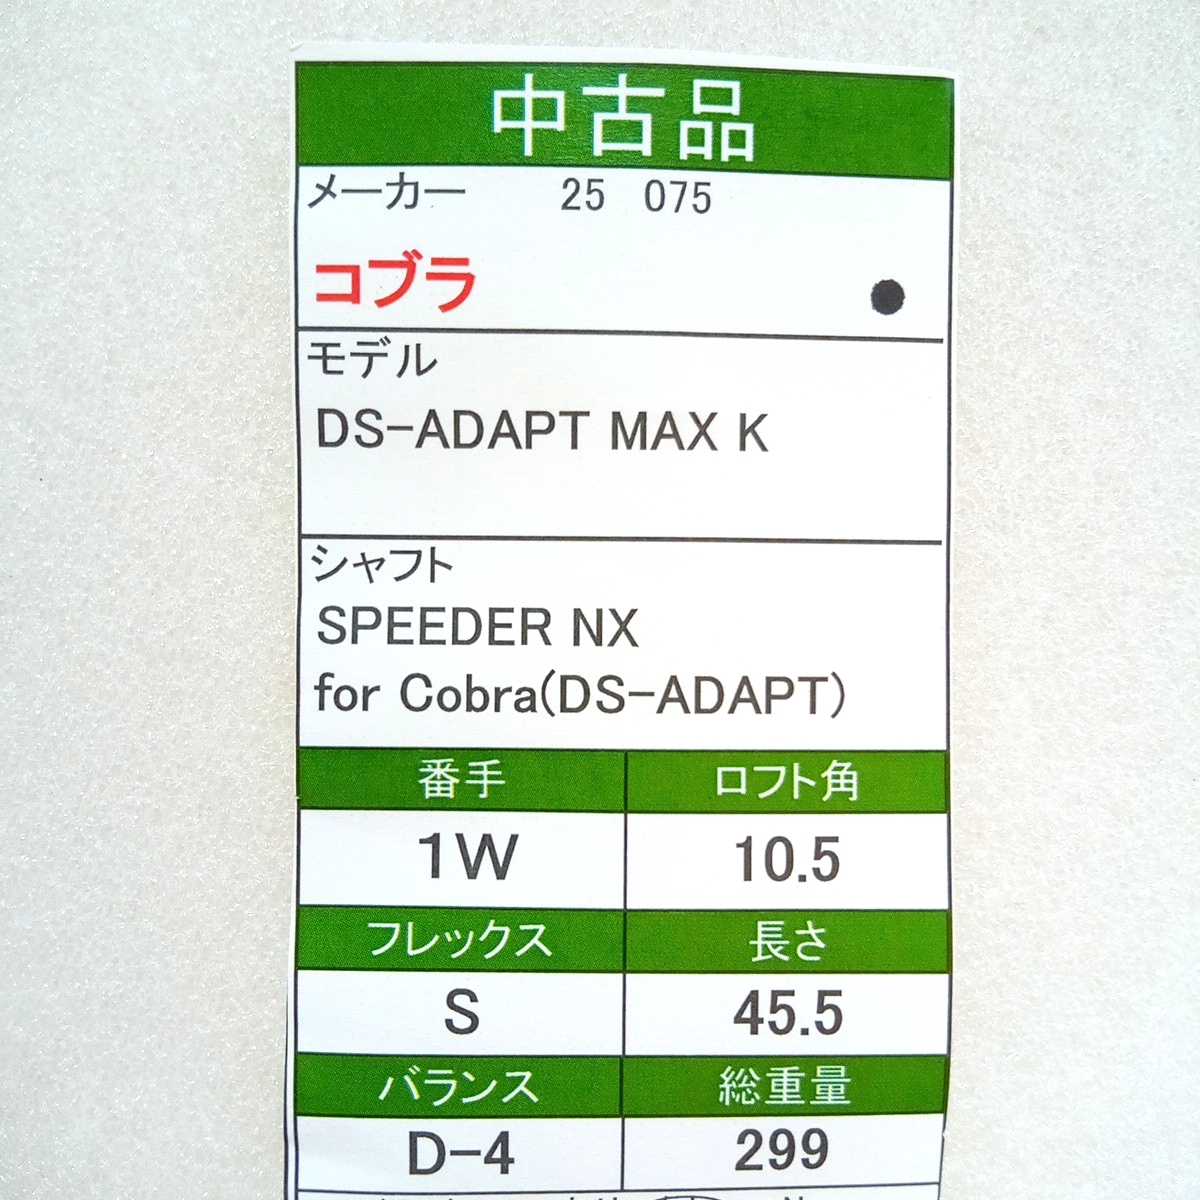 中古品
メーカー 25 075
コブラ
モデル
DS-ADAPT MAX K
シャフト
SPEEDER NX
for Cobra(DS-ADAPT)
番手 ロフト角
1W 10.5
フレックス 長さ
S 45.5
バランス 総重量
D-4 299